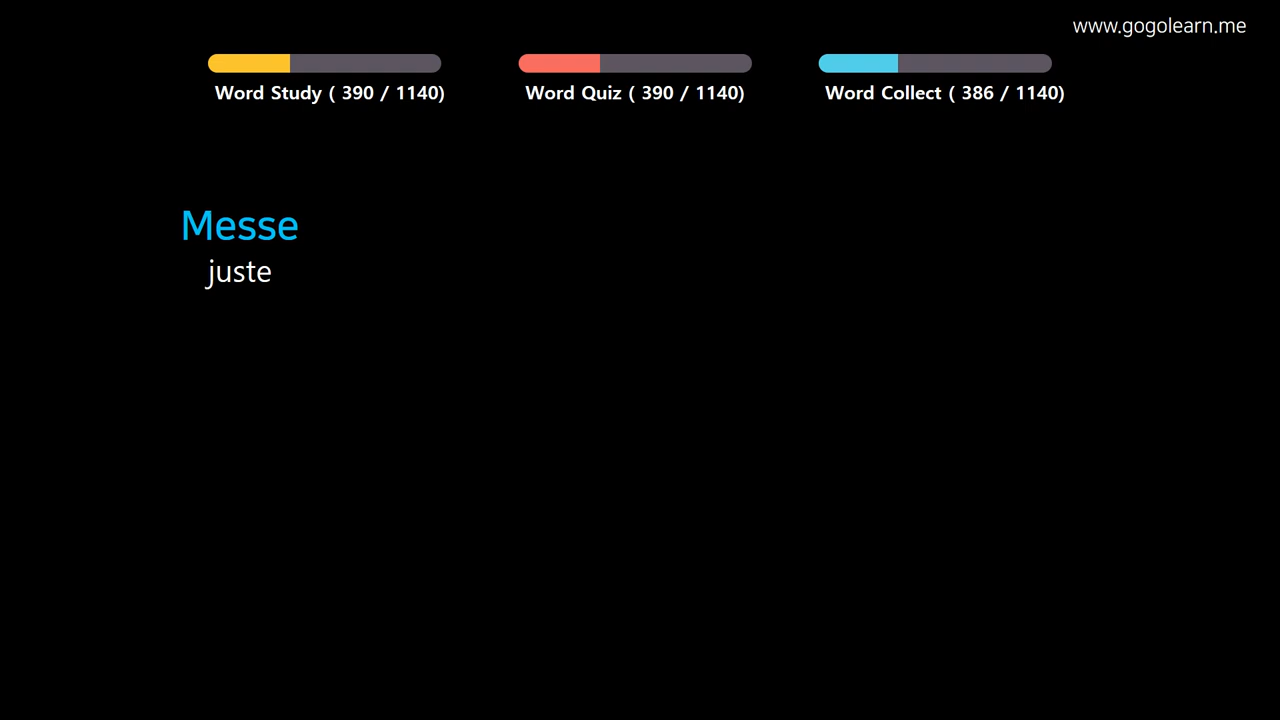 www.gogolearn.me
Word Study ( 390 / 1140)
Word Quiz ( 390 / 1140)
Word Collect ( 386 / 1140)
Messe
juste